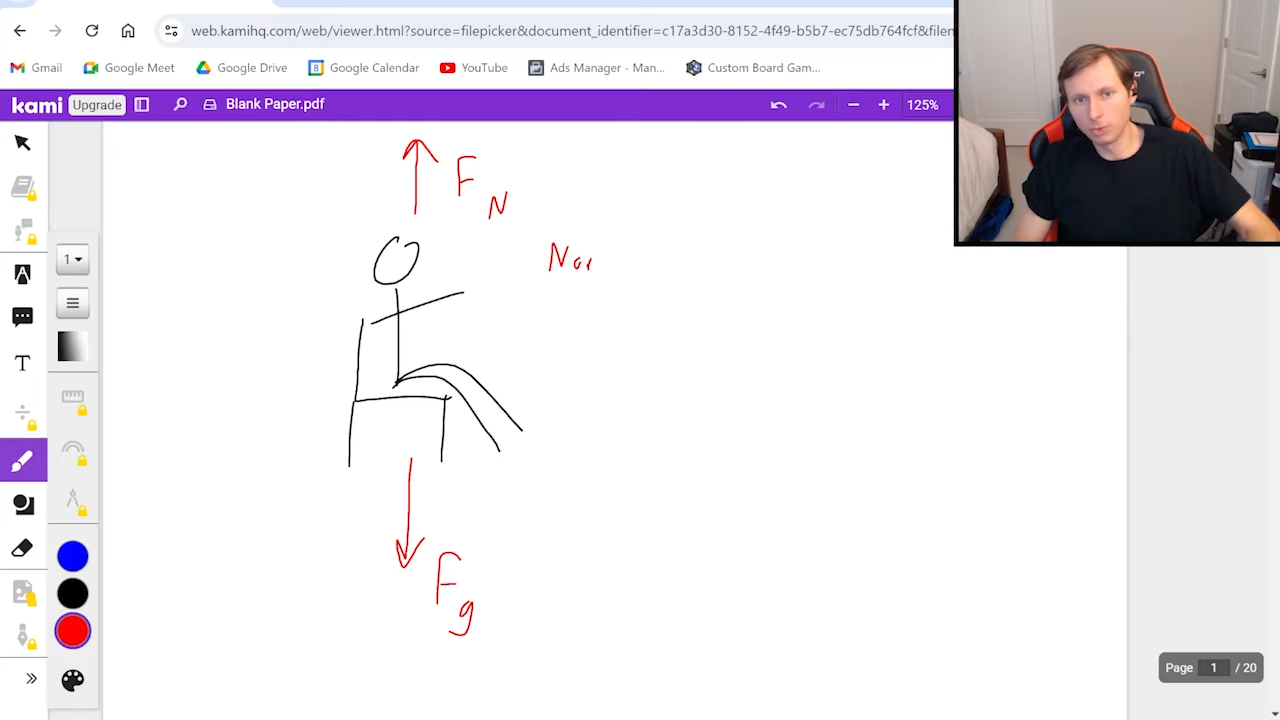 web.kamihq.com/web/viewer.html?source=filepicker&document_identifier=c17a3d30-8152-4f49-b5b7-ec75db764fcf&filen
Gmail Google Meet Google Drive 8 Google Calendar YouTube Ads Manager - Man... Custom Board Gam...
kami Upgrade Blank Paper.pdf 125%
F
N
Nor
1
A
T
F
g
Page 1 / 20